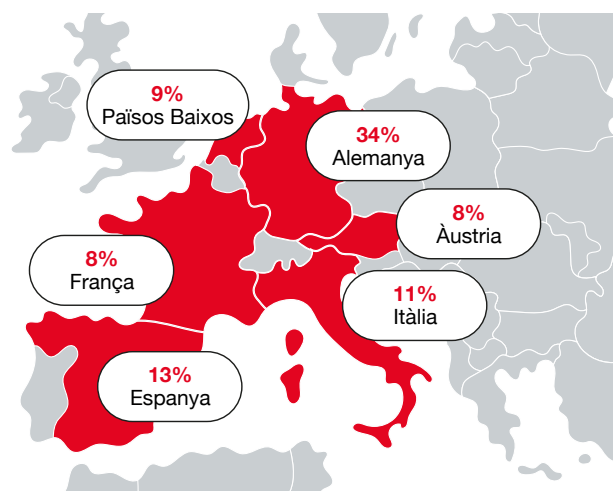 9%
Països Baixos
34%
Alemanya
8%
Àustria
8%
França
11%
Itàlia
13%
Espanya